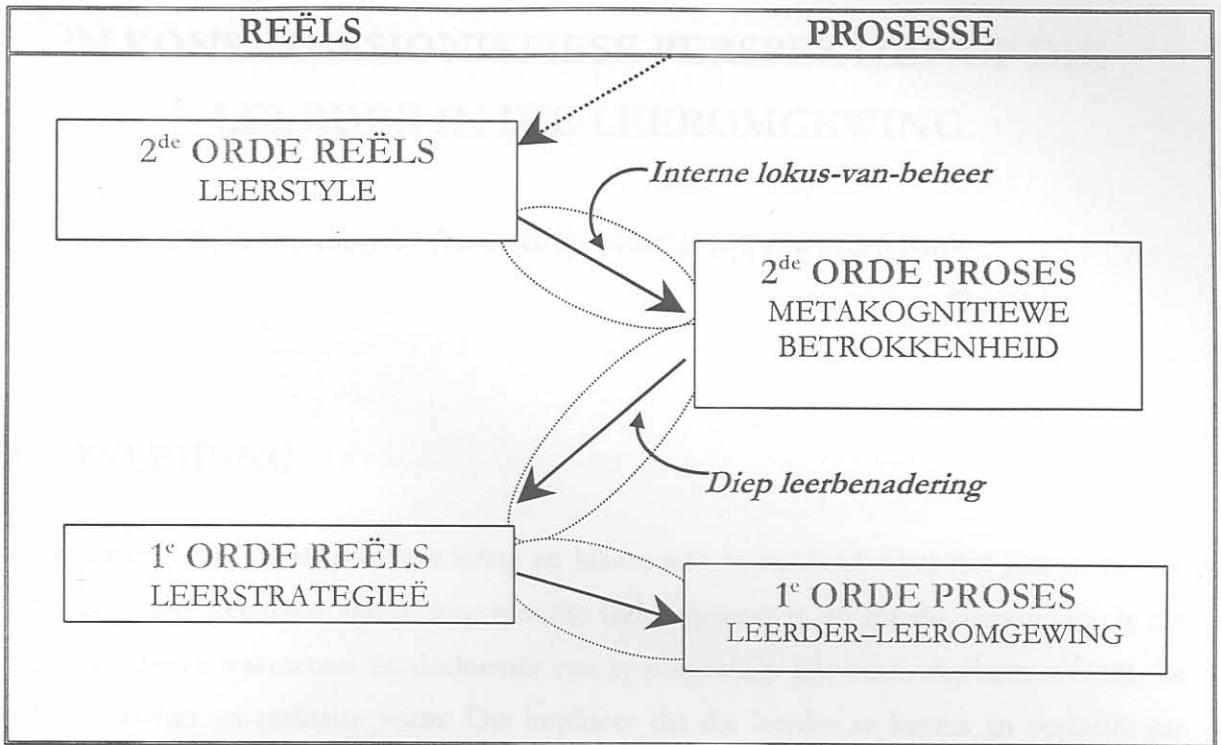 REËLS PROSESSE
2de ORDE REËLS
LEERSTYLE
Interne lokus-van-beheer
2de ORDE PROSES
METAKOGNITIEWE
BETROKKENHEID
Diep leerbenadering
1e ORDE REËLS
LEERSTRATEGIEË
1e ORDE PROSES
LEERDER–LEEROMGEWING